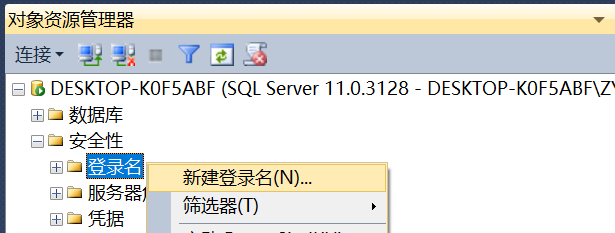 对象资源管理器
连接
DESKTOP-K0F5ABF (SQL Server 11.0.3128 - DESKTOP-K0F5ABF\ZY
数据库
安全性
登录名
新建登录名(N)...
服务器
筛选器(T)
凭据